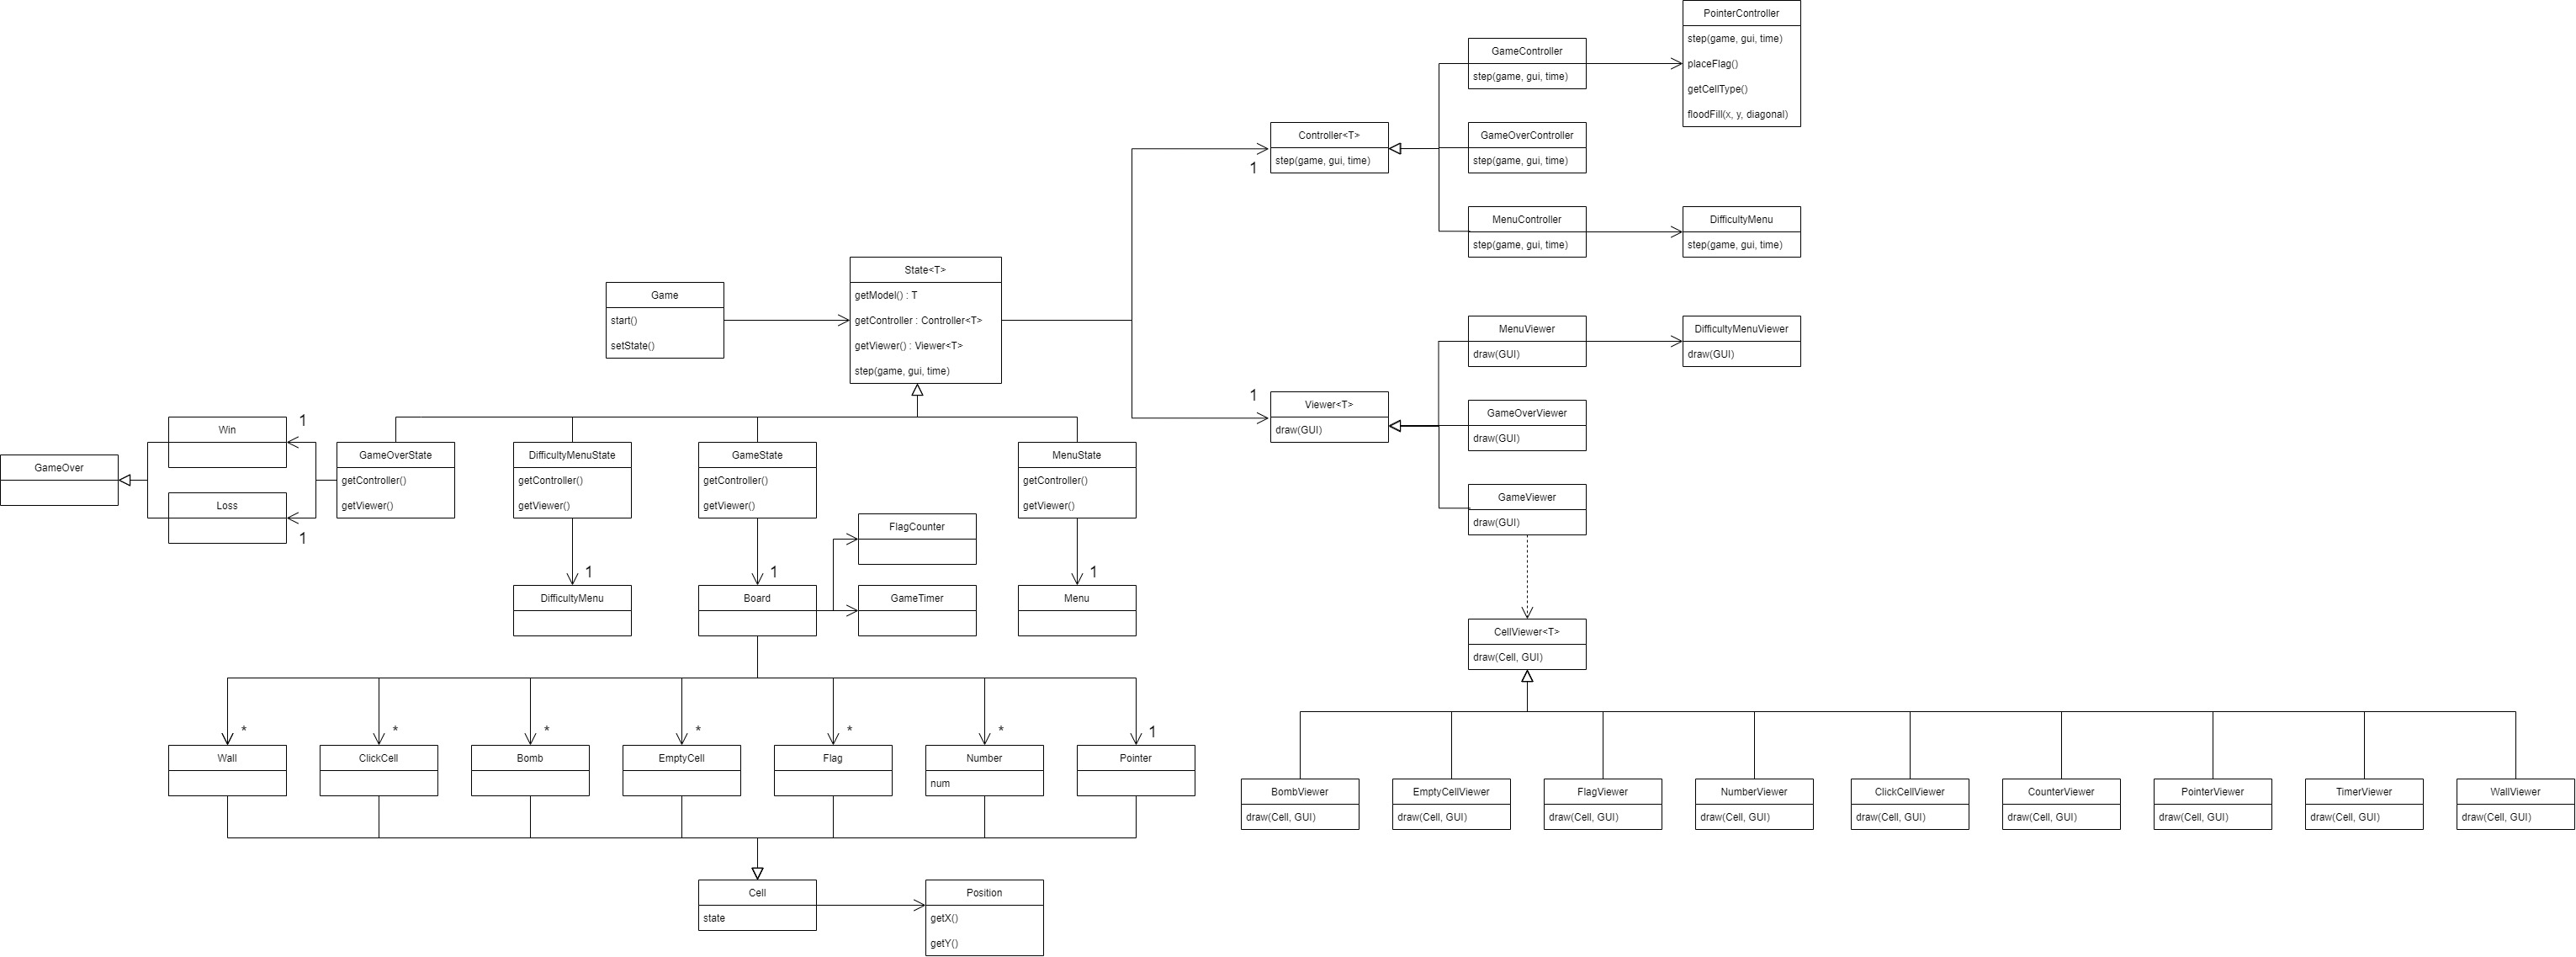 PointerController
step(game, gui, time)
placeFlag()
getCellType()
floodFill(x, y, diagonal)
GameController
step(game, gui, time)
Controller<T>
step(game, gui, time)
1
GameOverController
step(game, gui, time)
MenuController
step(game, gui, time)
DifficultyMenu
step(game, gui, time)
State<T>
getModel() : T
getController : Controller<T>
getViewer() : Viewer<T>
step(game, gui, time)
Game
start()
setState()
MenuViewer
draw(GUI)
DifficultyMenuViewer
draw(GUI)
1
Viewer<T>
draw(GUI)
GameOverViewer
draw(GUI)
GameViewer
draw(GUI)
GameOver
Win
1
Loss
1
GameOverState
getController()
getViewer()
DifficultyMenuState
getController()
getViewer()
GameState
getController()
getViewer()
MenuState
getController()
getViewer()
FlagCounter
1
DifficultyMenu
1
Board
GameTimer
1
Menu
CellViewer<T>
draw(Cell, GUI)
*
*
*
*
*
*
1
Wall
ClickCell
Bomb
EmptyCell
Flag
Number
num
Pointer
BombViewer
draw(Cell, GUI)
EmptyCellViewer
draw(Cell, GUI)
FlagViewer
draw(Cell, GUI)
NumberViewer
draw(Cell, GUI)
ClickCellViewer
draw(Cell, GUI)
CounterViewer
draw(Cell, GUI)
PointerViewer
draw(Cell, GUI)
TimerViewer
draw(Cell, GUI)
WallViewer
draw(Cell, GUI)
Cell
state
Position
getX()
getY()